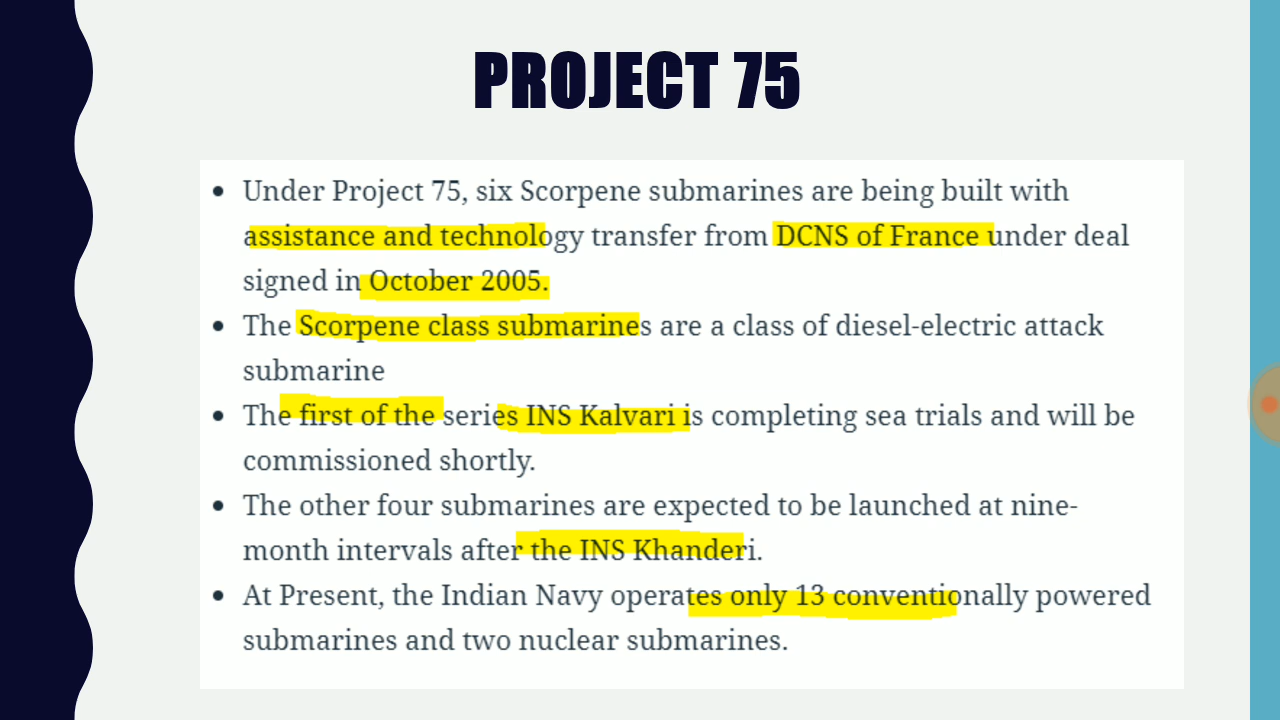 PROJECT 75
• Under Project 75, six Scorpene submarines are being built with
assistance and technology transfer from DCNS of France under deal
signed in October 2005.
• The Scorpene class submarines are a class of diesel-electric attack
submarine
• The first of the series INS Kalvari is completing sea trials and will be
commissioned shortly.
• The other four submarines are expected to be launched at nine-
month intervals after the INS Khanderi.
• At Present, the Indian Navy operates only 13 conventionally powered
submarines and two nuclear submarines.